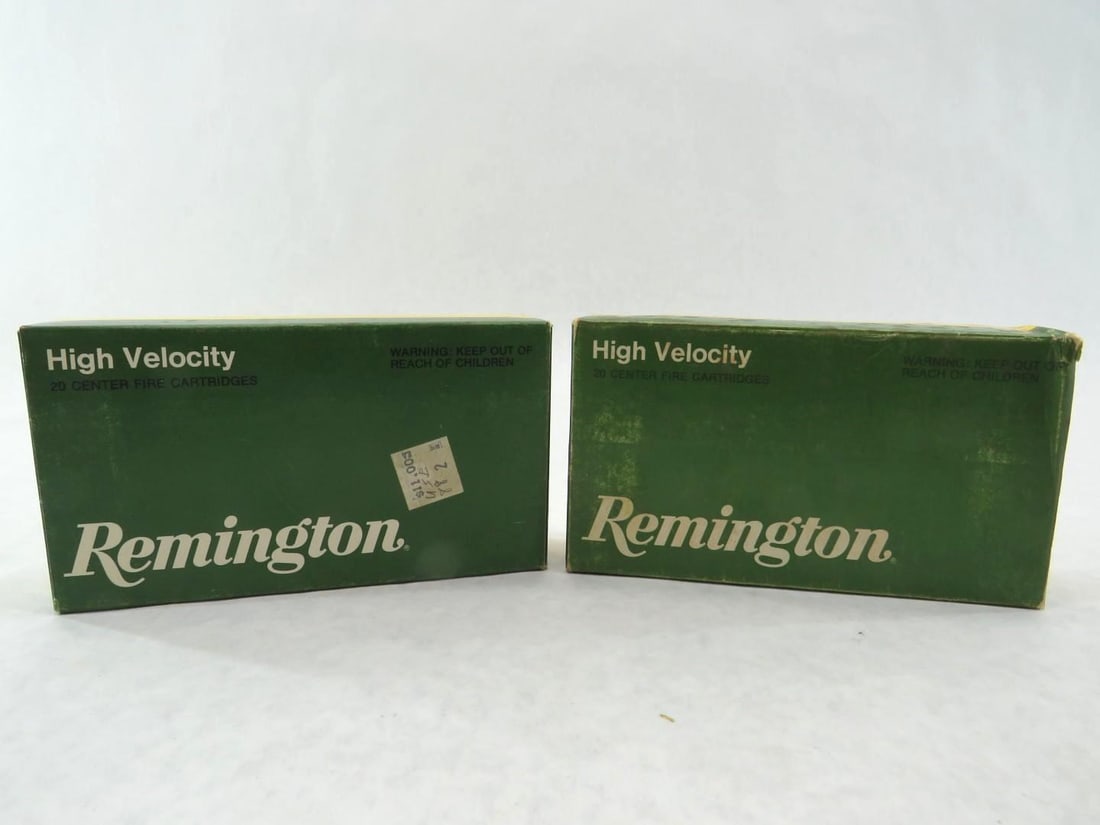 High Velocity
20 CENTER FIRE CARTRIDGES
WARNING: KEEP OUT OF
REACH OF CHILDREN
Remington
High Velocity
20 CENTER FIRE CARTRIDGES
WARNING: KEEP OUT OF
REACH OF CHILDREN
Remington